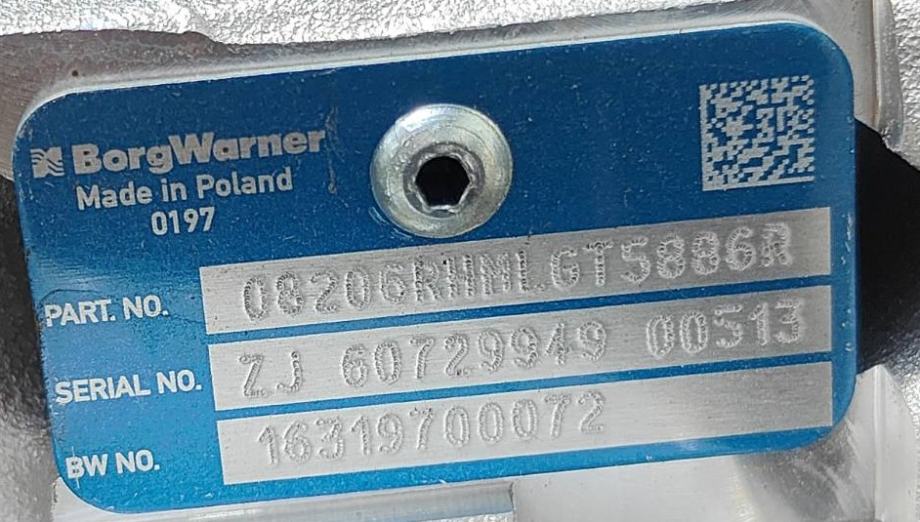 BorgWarner
Made in Poland
0197
PART. NO. 08206RHMLGT5886R
SERIAL NO. ZJ 60729949 00513
BW NO. 16319700072